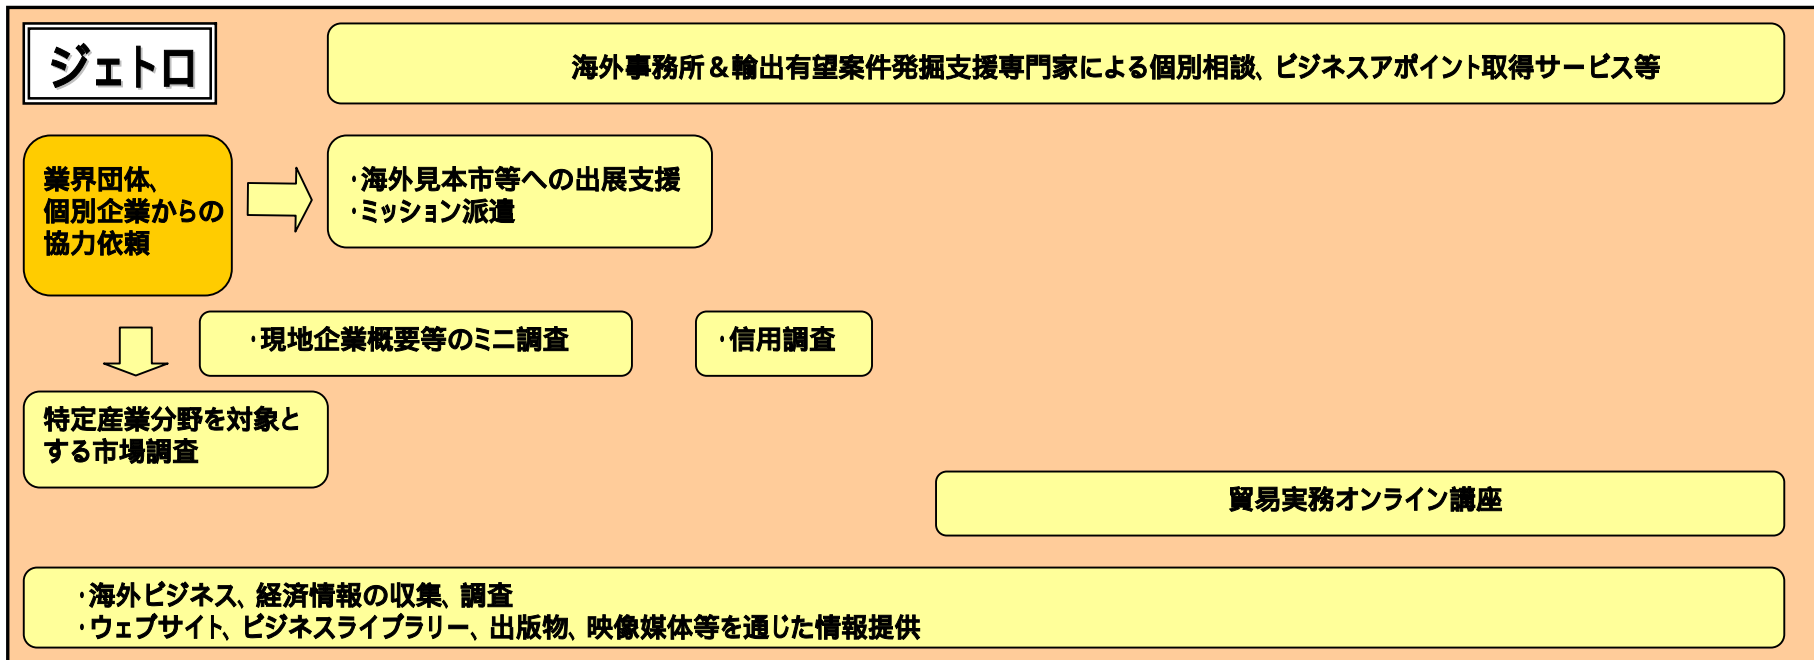 ジェトロ
海外事務所＆輸出有望案件発掘支援専門家による個別相談、ビジネスアポイント取得サービス等
業界団体、
個別企業からの
協力依頼
・海外見本市等への出展支援
・ミッション派遣
・現地企業概要等のミニ調査
・信用調査
特定産業分野を対象と
する市場調査
貿易実務オンライン講座
・海外ビジネス、経済情報の収集、調査
・ウェブサイト、ビジネスライブラリー、出版物、映像媒体等を通じた情報提供